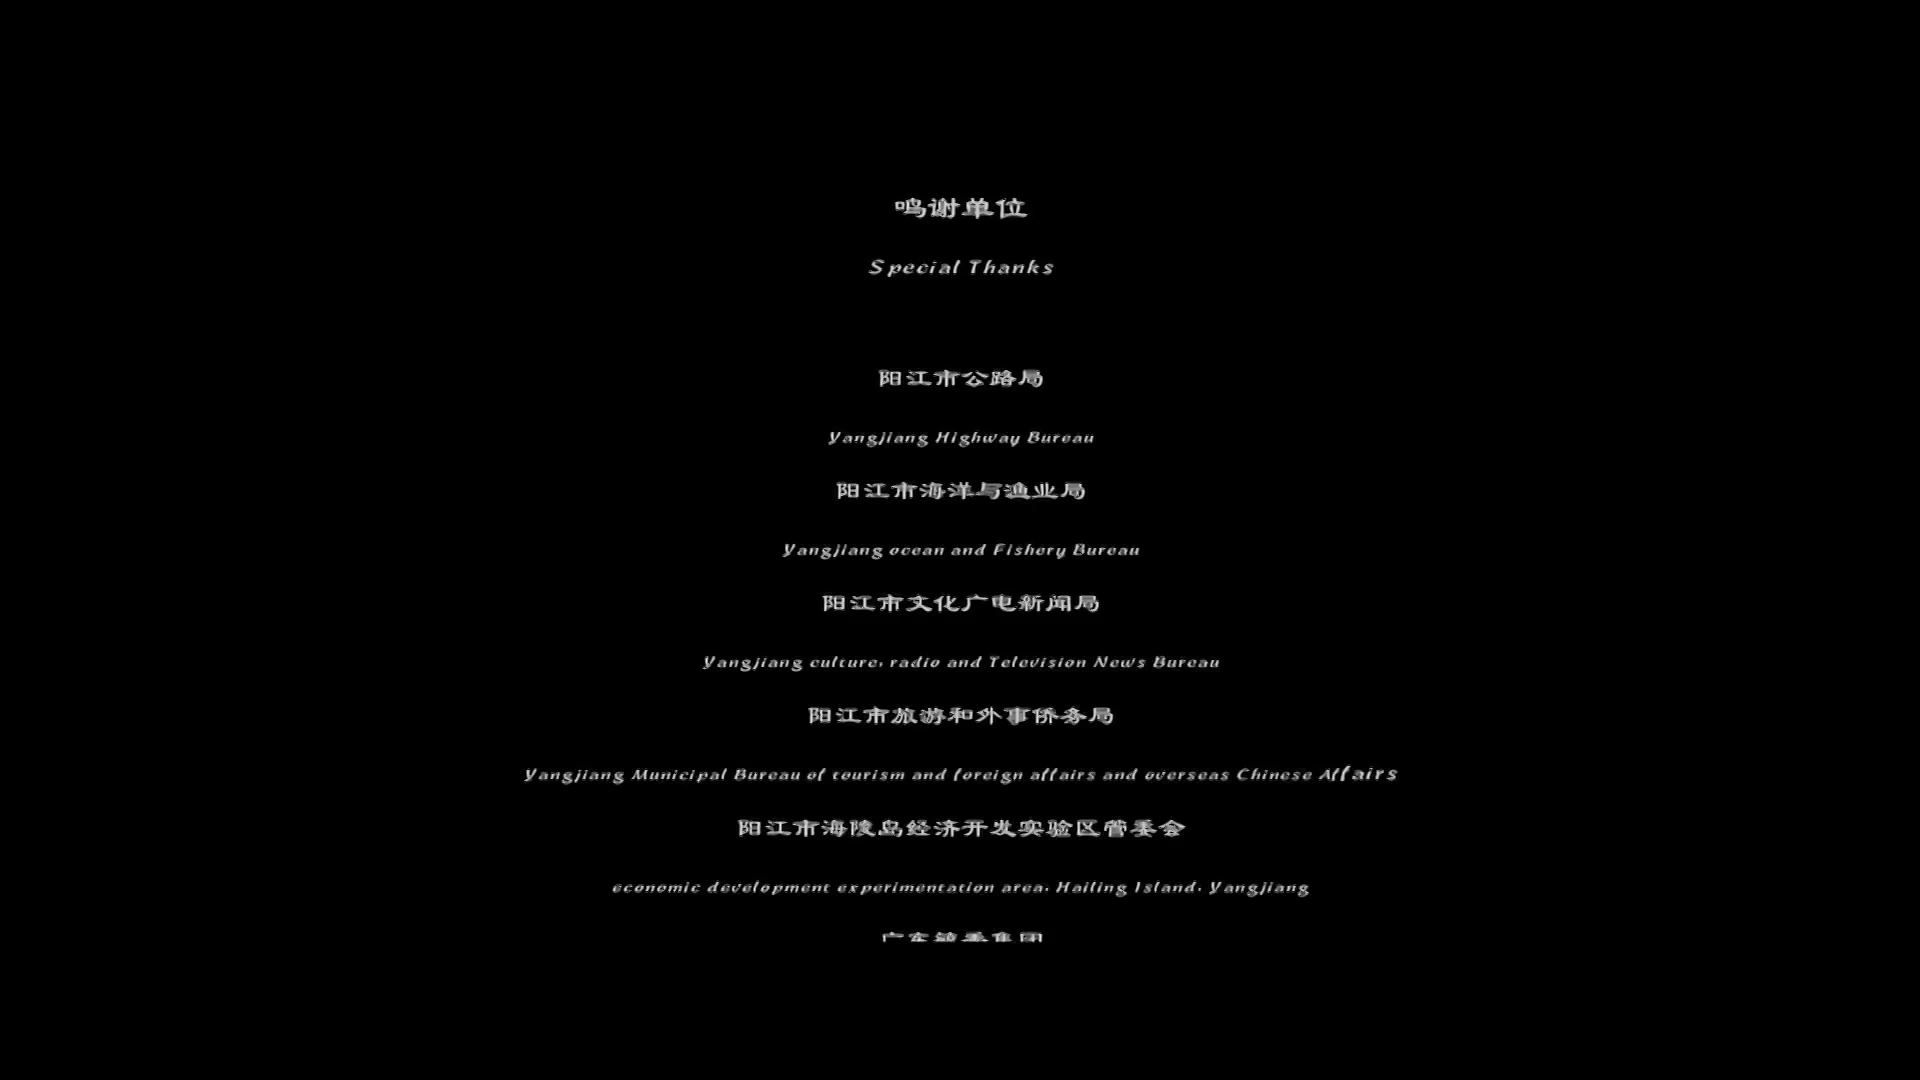 鸣谢单位
Special Thanks
阳江市公路局
Yangjiang Highway Bureau
阳江市海洋与渔业局
Yangjiang ocean and Fishery Bureau
阳江市文化广电新闻局
Yangjiang culture, radio and Television News Bureau
阳江市旅游和外事侨务局
Yangjiang Municipal Bureau of tourism and foreign affairs and overseas Chinese Affairs
阳江市海陵岛经济开发实验区管委会
economic development experimentation area, Hailing Island, Yangjiang